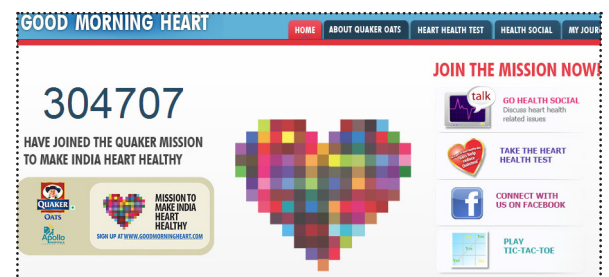 GOOD MORNING HEART
HOME
ABOUT QUAKER OATS
HEART HEALTH TEST
HEALTH SOCIAL
MY JOUR
JOIN THE MISSION NOW!
304707
HAVE JOINED THE QUAKER MISSION
TO MAKE INDIA HEART HEALTHY
QUAKER
OATS
Apollo
MISSION TO
MAKE INDIA
HEART
HEALTHY
SIGN UP AT WWW.GOODMORNINGHEART.COM
talk
GO HEALTH SOCIAL
Discuss heart health
related issues
TAKE THE HEART
HEALTH TEST
CONNECT WITH
US ON FACEBOOK
f
PLAY
TIC-TAC-TOE